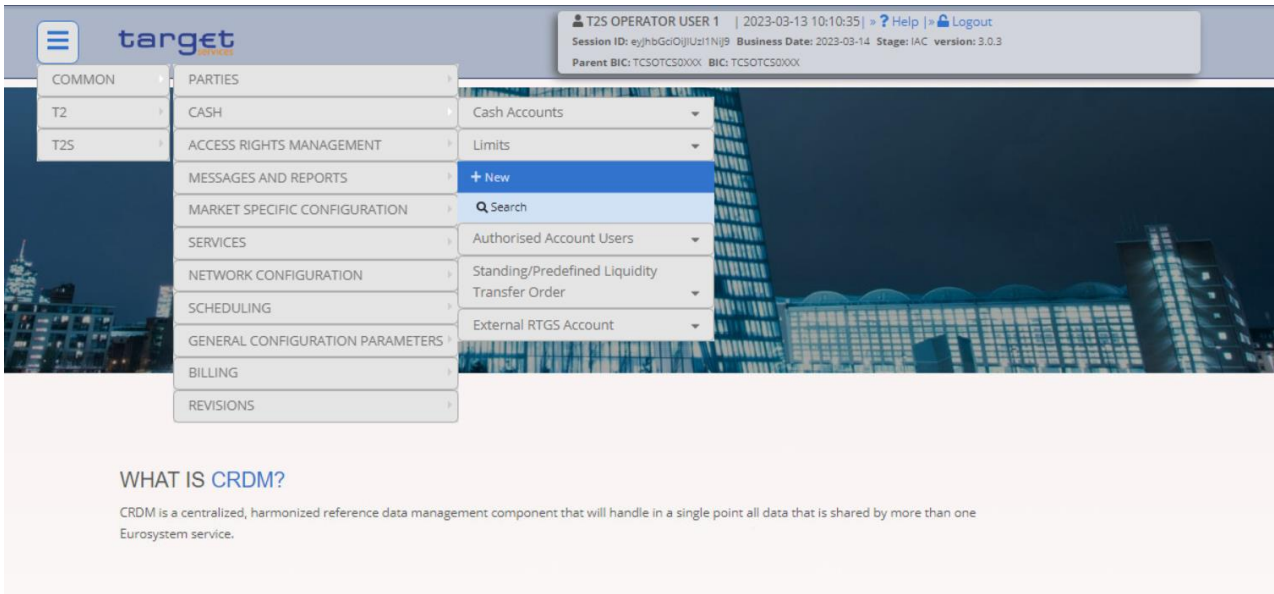 T2S OPERATOR USER 1 | 2023-03-13 10:10:35| » ? Help |» Logout
target
services
Session ID: eyJhbGciOiJIUzI1NiJ9 Business Date: 2023-03-14 Stage: IAC version: 3.0.3
Parent BIC: TCSOTCS0XXX BIC: TCSOTCS0XXX
COMMON
T2
T2S
PARTIES
CASH
ACCESS RIGHTS MANAGEMENT
MESSAGES AND REPORTS
MARKET SPECIFIC CONFIGURATION
SERVICES
NETWORK CONFIGURATION
SCHEDULING
GENERAL CONFIGURATION PARAMETERS
BILLING
REVISIONS
Cash Accounts
Limits
+ New
Search
Authorised Account Users
Standing/Predefined Liquidity
Transfer Order
External RTGS Account
WHAT IS CRDM?
CRDM is a centralized, harmonized reference data management component that will handle in a single point all data that is shared by more than one
Eurosystem service.